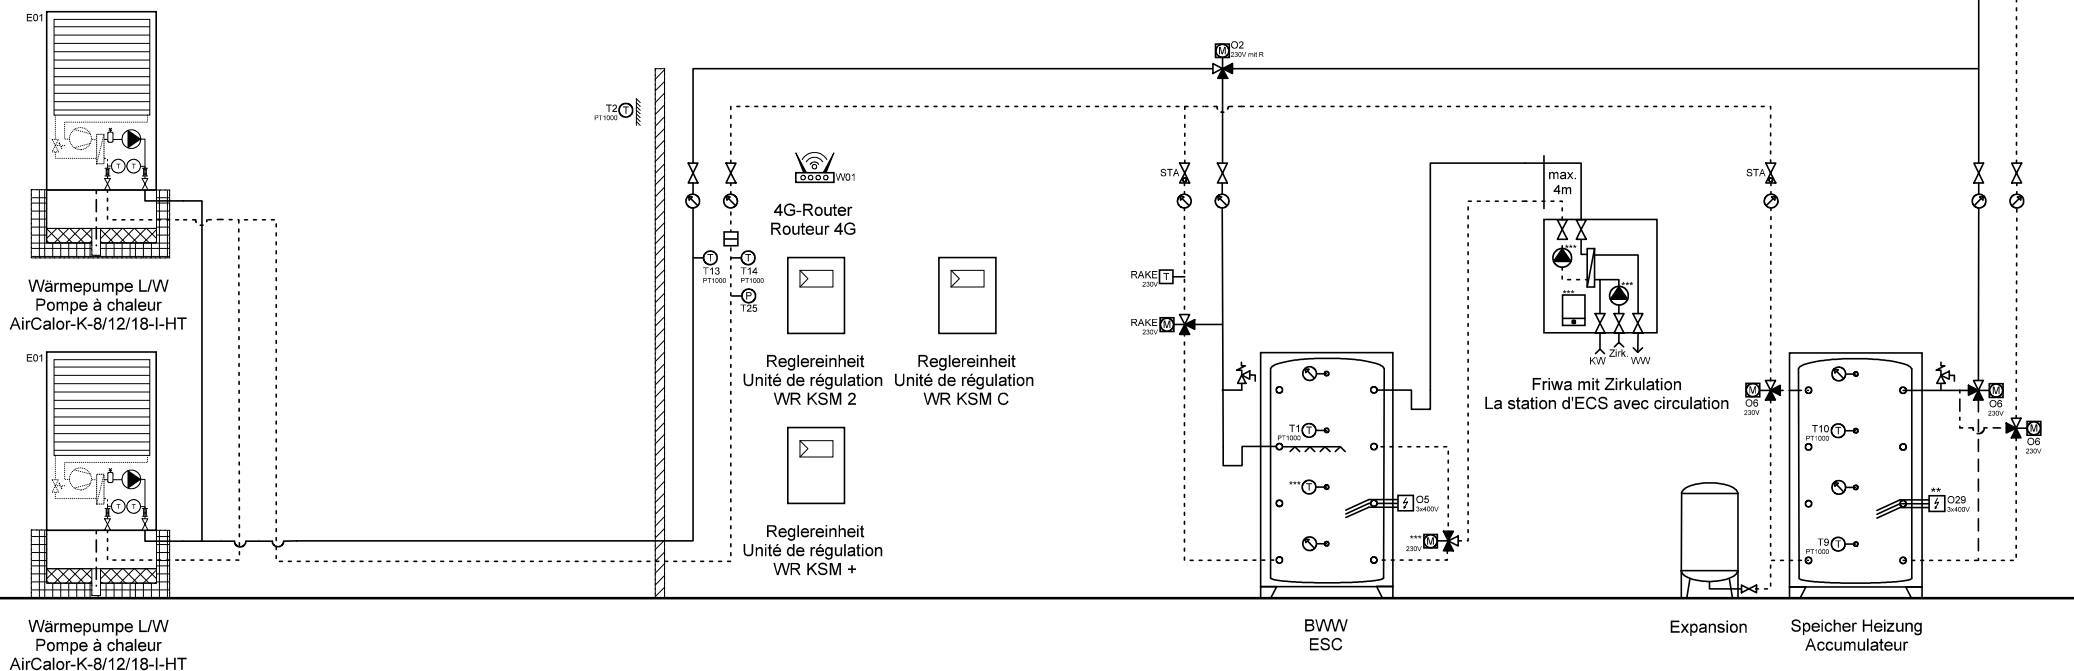 E01
Wärmepumpe L/W
Pompe à chaleur
AirCalor-K-8/12/18-I-HT
E01
Wärmepumpe L/W
Pompe à chaleur
AirCalor-K-8/12/18-I-HT
T T
T T
T2 T
PT1000
W01
4G-Router
Routeur 4G
T
T13
PT1000
T
T14
PT1000
P
T25
Reglereinheit
Unité de régulation
WR KSM 2
Reglereinheit
Unité de régulation
WR KSM C
Reglereinheit
Unité de régulation
WR KSM +
M O2
230V mit R
STA
RAKE T
230V
RAKE M
230V
T1 T
PT1000
*** T
O5
3x400V
*** M
230V
BWW
ESC
max.
4m
***
***
***
KW Zirk. WW
Friwa mit Zirkulation
La station d'ECS avec circulation
STA
M
O6
230V
M
O6
230V
M
O6
230V
T10 T
PT1000
**
O29
3x400V
T9 T
PT1000
Expansion
Speicher Heizung
Accumulateur